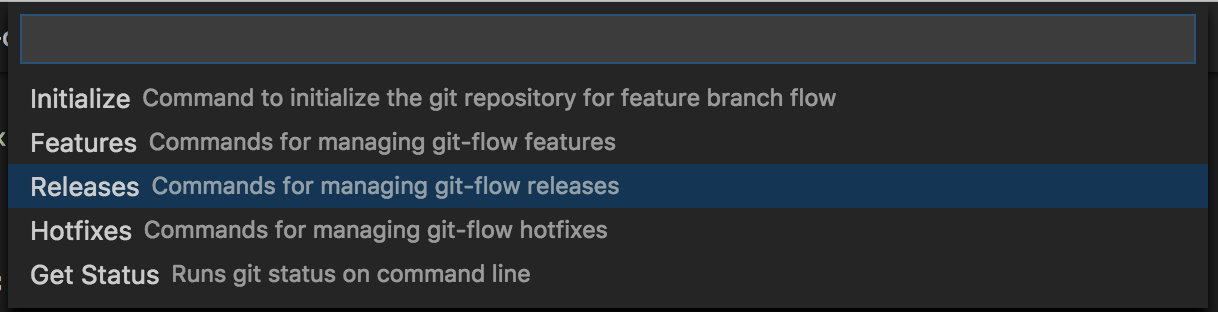 Initialize Command to initialize the git repository for feature branch flow
Features Commands for managing git-flow features
Releases Commands for managing git-flow releases
Hotfixes Commands for managing git-flow hotfixes
Get Status Runs git status on command line